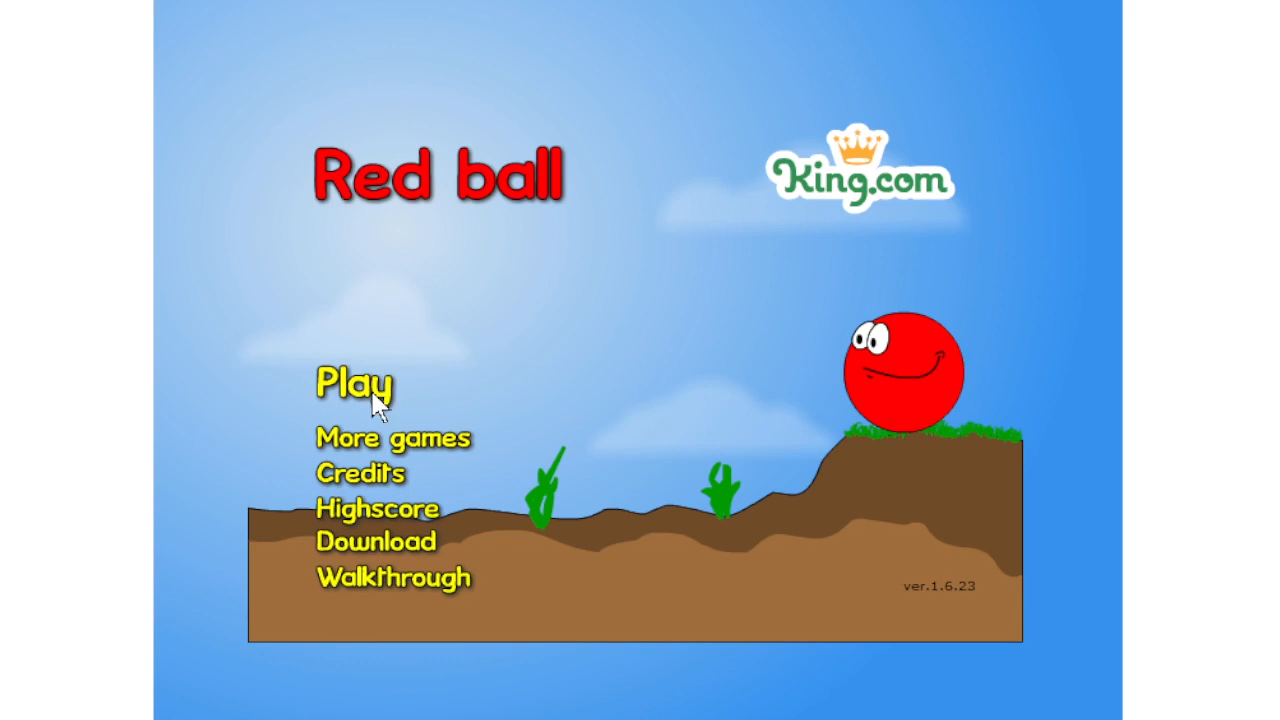 Red ball
King.com
Play
More games
Credits
Highscore
Download
Walkthrough
ver.1.6.23